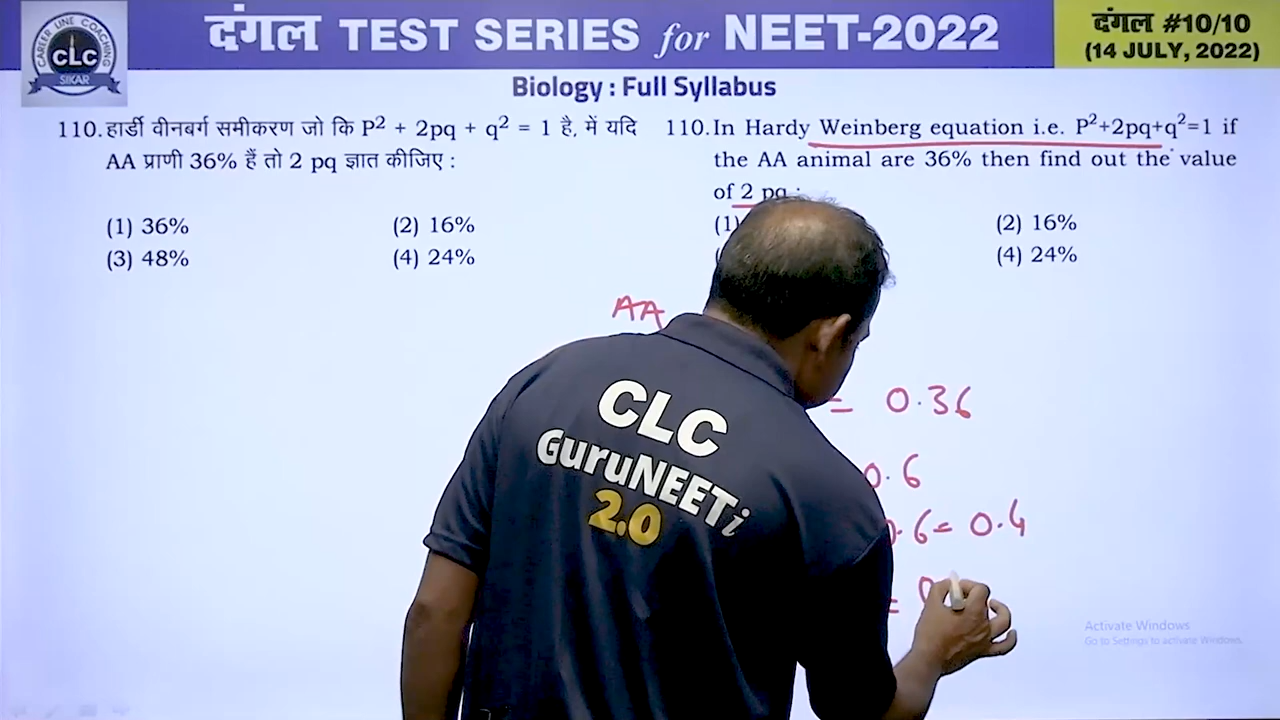 दंगल TEST SERIES for NEET-2022
दंगल #10/10
(14 JULY, 2022)
CAREER LINE COACHING
CLC
SIKAR
Biology : Full Syllabus
110. हार्डी वीनबर्ग समीकरण जो कि P² + 2pq + q² = 1 है, में यदि
AA प्राणी 36% हैं तो 2 pq ज्ञात कीजिए :
(1) 36% (2) 16%
(3) 48% (4) 24%
110. In Hardy Weinberg equation i.e. P²+2pq+q²=1 if
the AA animal are 36% then find out the value
of 2 pq :
(1) (2) 16%
(4) 24%
AA
= 0.36
0.6
0.6 = 0.4
=
CLC
GuruNEETi
2.0
Activate Windows
Go to Settings to activate Windows.